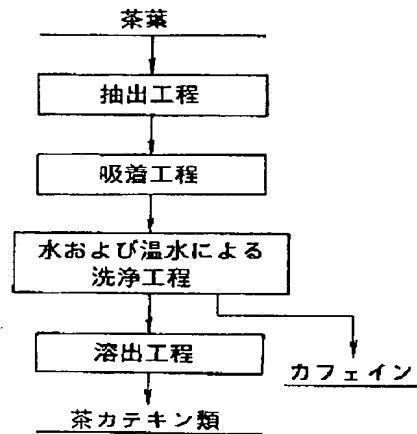 茶葉
抽出工程
吸着工程
水および温水による
洗浄工程
溶出工程
カフェイン
茶カテキン類